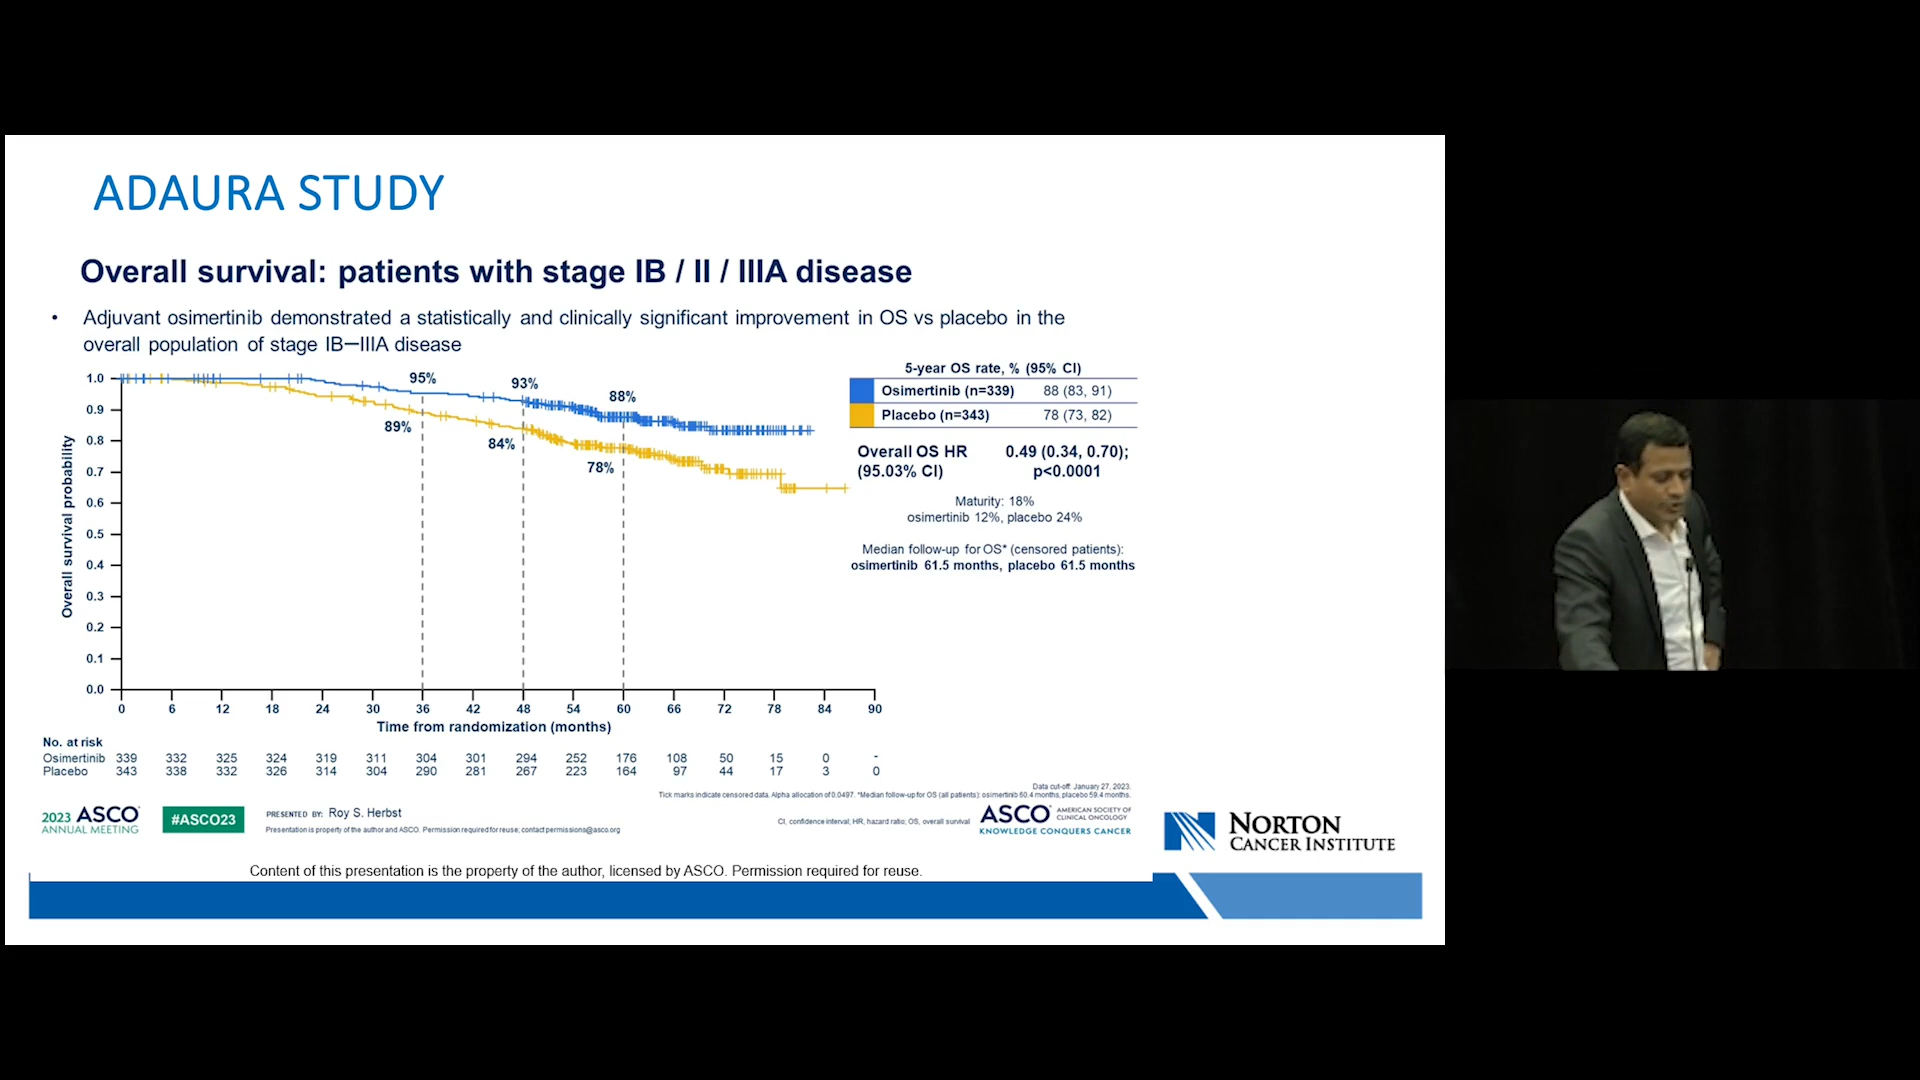 ADAURA STUDY
Overall survival: patients with stage IB / II / IIIA disease
• Adjuvant osimertinib demonstrated a statistically and clinically significant improvement in OS vs placebo in the
overall population of stage IB–IIIA disease
5-year OS rate, % (95% CI)
Osimertinib (n=339) 88 (83, 91)
Placebo (n=343) 78 (73, 82)
Overall OS HR 0.49 (0.34, 0.70);
(95.03% CI) p<0.0001
Maturity: 18%
osimertinib 12%, placebo 24%
Median follow-up for OS* (censored patients):
osimertinib 61.5 months, placebo 61.5 months
Overall survival probability
1.0
0.9
0.8
0.7
0.6
0.5
0.4
0.3
0.2
0.1
0.0
95%
93%
88%
89%
84%
78%
0 6 12 18 24 30 36 42 48 54 60 66 72 78 84 90
Time from randomization (months)
No. at risk
Osimertinib 339 332 325 324 319 311 304 301 294 252 176 108 50 15 0 -
Placebo 343 338 332 326 314 304 290 281 267 223 164 97 44 17 3 0
Data cut-off: January 27, 2023.
Tick marks indicate censored data. Alpha allocation of 0.0497. *Median follow-up for OS (all patients): osimertinib 60.4 months, placebo 59.4 months.
2023 ASCO
ANNUAL MEETING
#ASCO23
PRESENTED BY: Roy S. Herbst
Presentation is property of the author and ASCO. Permission required for reuse; contact permissions@asco.org
CI, confidence interval; HR, hazard ratio; OS, overall survival
ASCO AMERICAN SOCIETY OF
CLINICAL ONCOLOGY
KNOWLEDGE CONQUERS CANCER
NORTON
CANCER INSTITUTE
Content of this presentation is the property of the author, licensed by ASCO. Permission required for reuse.